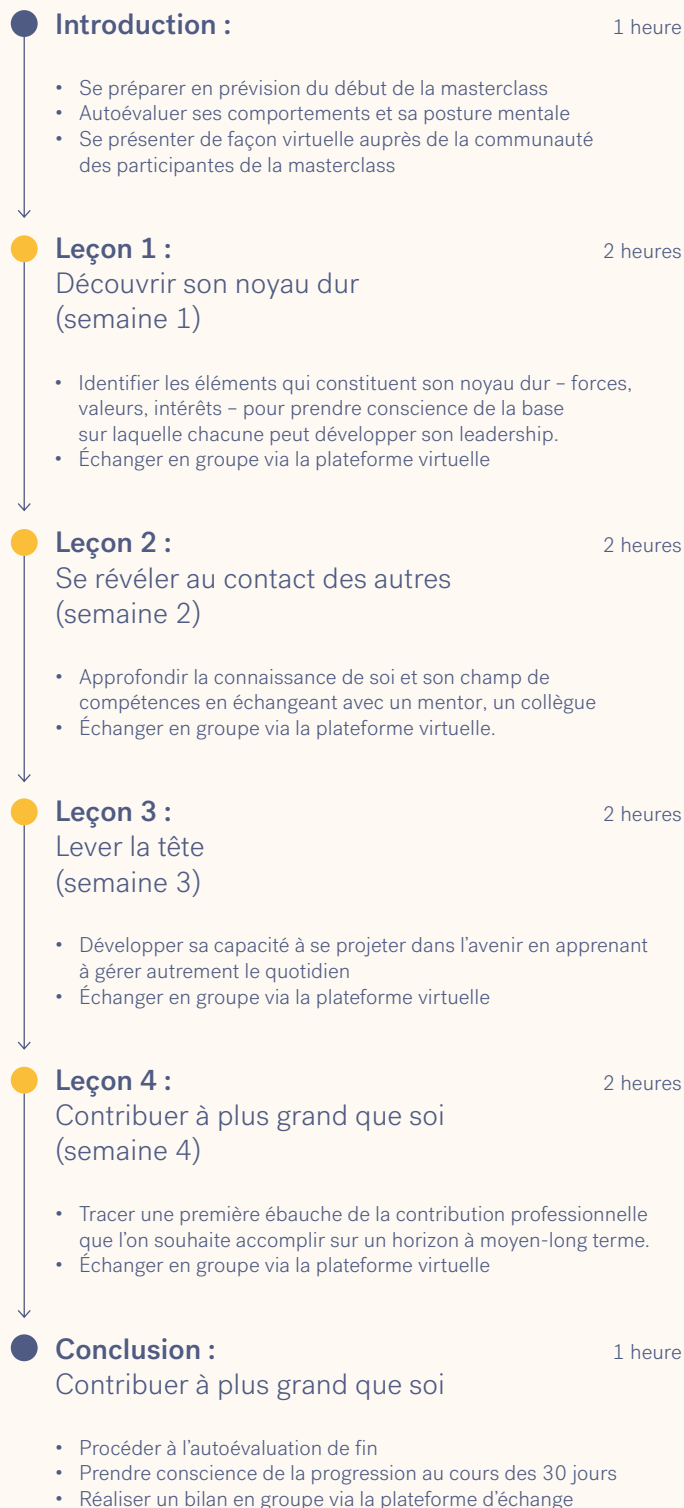 Introduction : 1 heure
• Se préparer en prévision du début de la masterclass
• Autoévaluer ses comportements et sa posture mentale
• Se présenter de façon virtuelle auprès de la communauté
des participantes de la masterclass
Leçon 1 : 2 heures
Découvrir son noyau dur
(semaine 1)
• Identifier les éléments qui constituent son noyau dur – forces,
valeurs, intérêts – pour prendre conscience de la base
sur laquelle chacune peut développer son leadership.
• Échanger en groupe via la plateforme virtuelle
Leçon 2 : 2 heures
Se révéler au contact des autres
(semaine 2)
• Approfondir la connaissance de soi et son champ de
compétences en échangeant avec un mentor, un collègue
• Échanger en groupe via la plateforme virtuelle.
Leçon 3 : 2 heures
Lever la tête
(semaine 3)
• Développer sa capacité à se projeter dans l’avenir en apprenant
à gérer autrement le quotidien
• Échanger en groupe via la plateforme virtuelle
Leçon 4 : 2 heures
Contribuer à plus grand que soi
(semaine 4)
• Tracer une première ébauche de la contribution professionnelle
que l’on souhaite accomplir sur un horizon à moyen-long terme.
• Échanger en groupe via la plateforme virtuelle
Conclusion : 1 heure
Contribuer à plus grand que soi
• Procéder à l’autoévaluation de fin
• Prendre conscience de la progression au cours des 30 jours
• Réaliser un bilan en groupe via la plateforme d’échange